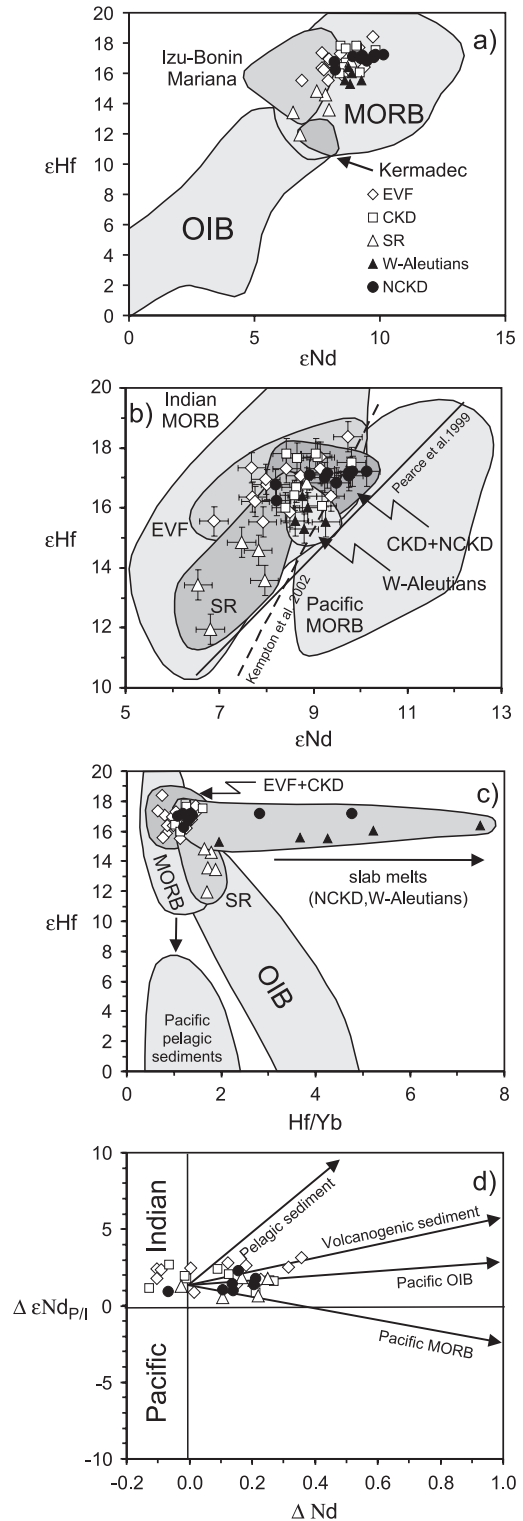 20
18
16
14
12
10
8
6
4
2
0
εHf
a)
Izu-Bonin
Mariana
MORB
Kermadec
EVF
CKD
SR
W-Aleutians
NCKD
OIB
0
5
10
15
εNd
20
18
16
14
12
10
εHf
b)
Indian
MORB
Pearce et al. 1999
EVF
CKD+NCKD
W-Aleutians
SR
Kempton et al. 2002
Pacific
MORB
5
7
9
11
13
εNd
20
18
16
14
12
10
8
6
4
2
0
εHf
c)
EVF+CKD
MORB
SR
slab melts
(NCKD,W-Aleutians)
OIB
Pacific
pelagic
sediments
0
2
4
6
8
Hf/Yb
10
5
0
-5
-10
Δ εNdP/I
d)
Indian
Pacific
Pelagic sediment
Volcanogenic sediment
Pacific OIB
Pacific MORB
-0.2
0.0
0.2
0.4
0.6
0.8
1.0
Δ Nd